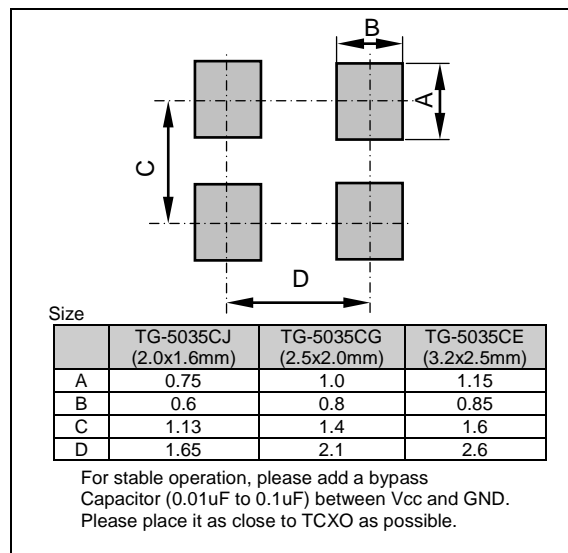 B
A
C
D
Size
TG-5035CJ TG-5035CG TG-5035CE
(2.0x1.6mm) (2.5x2.0mm) (3.2x2.5mm)
A 0.75 1.0 1.15
B 0.6 0.8 0.85
C 1.13 1.4 1.6
D 1.65 2.1 2.6
For stable operation, please add a bypass
Capacitor (0.01uF to 0.1uF) between Vcc and GND.
Please place it as close to TCXO as possible.